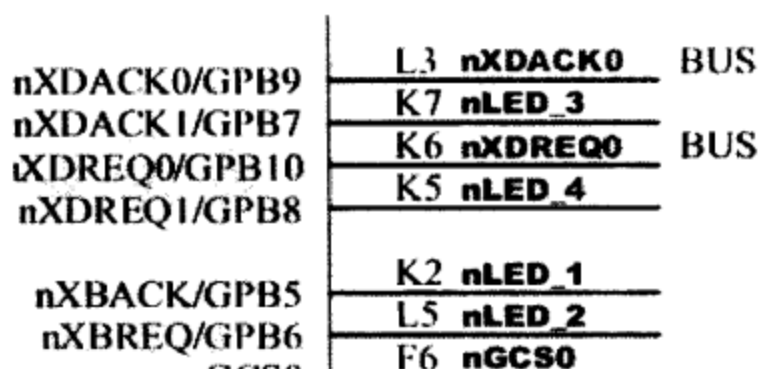 nXDACK0/GPB9 L3 nXDACK0 BUS
nXDACK1/GPB7 K7 nLED_3
XDREQ0/GPB10 K6 nXDREQ0 BUS
nXDREQ1/GPB8 K5 nLED_4
nXBACK/GPB5 K2 nLED_1
nXBREQ/GPB6 L5 nLED_2
F6 nGCS0